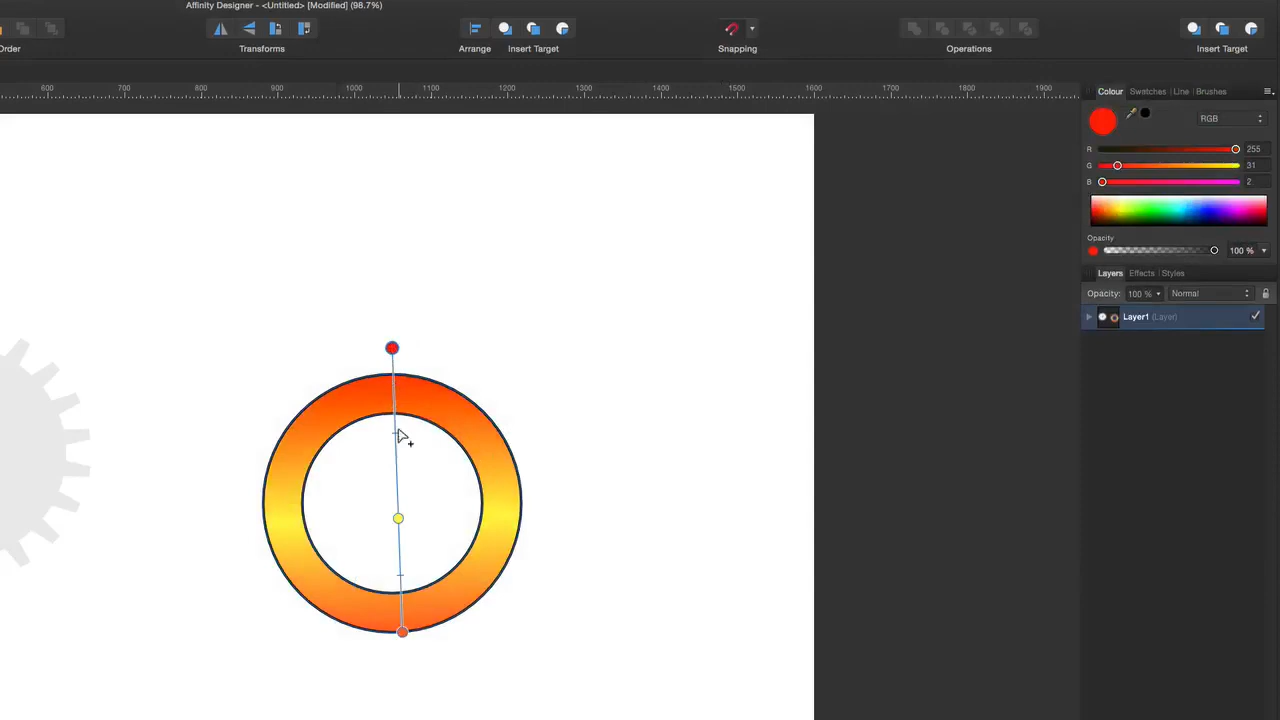 Affinity Designer - <Untitled> [Modified] (98.7%)
Order
Transforms
Arrange
Insert Target
Snapping
Operations
Insert Target
600 700 800 900 1000 1100 1200 1300 1400 1500 1600 1700 1800 1900
Colour Swatches Line Brushes
RGB
R 255
G 31
B 2
Opacity
100 %
Layers Effects Styles
Opacity: 100 % Normal
Layer1 (Layer)